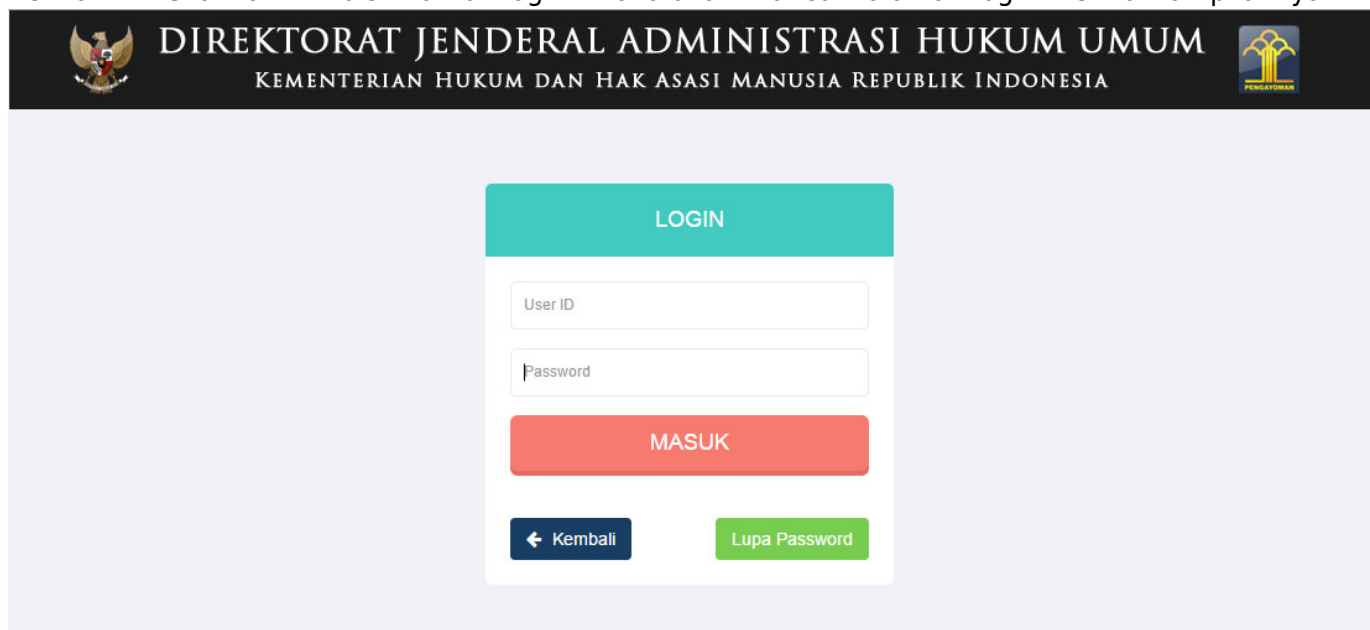 DIREKTORAT JENDERAL ADMINISTRASI HUKUM UMUM
KEMENTERIAN HUKUM DAN HAK ASASI MANUSIA REPUBLIK INDONESIA
PENGAYOMAN
LOGIN
User ID
Password
MASUK
Kembali
Lupa Password